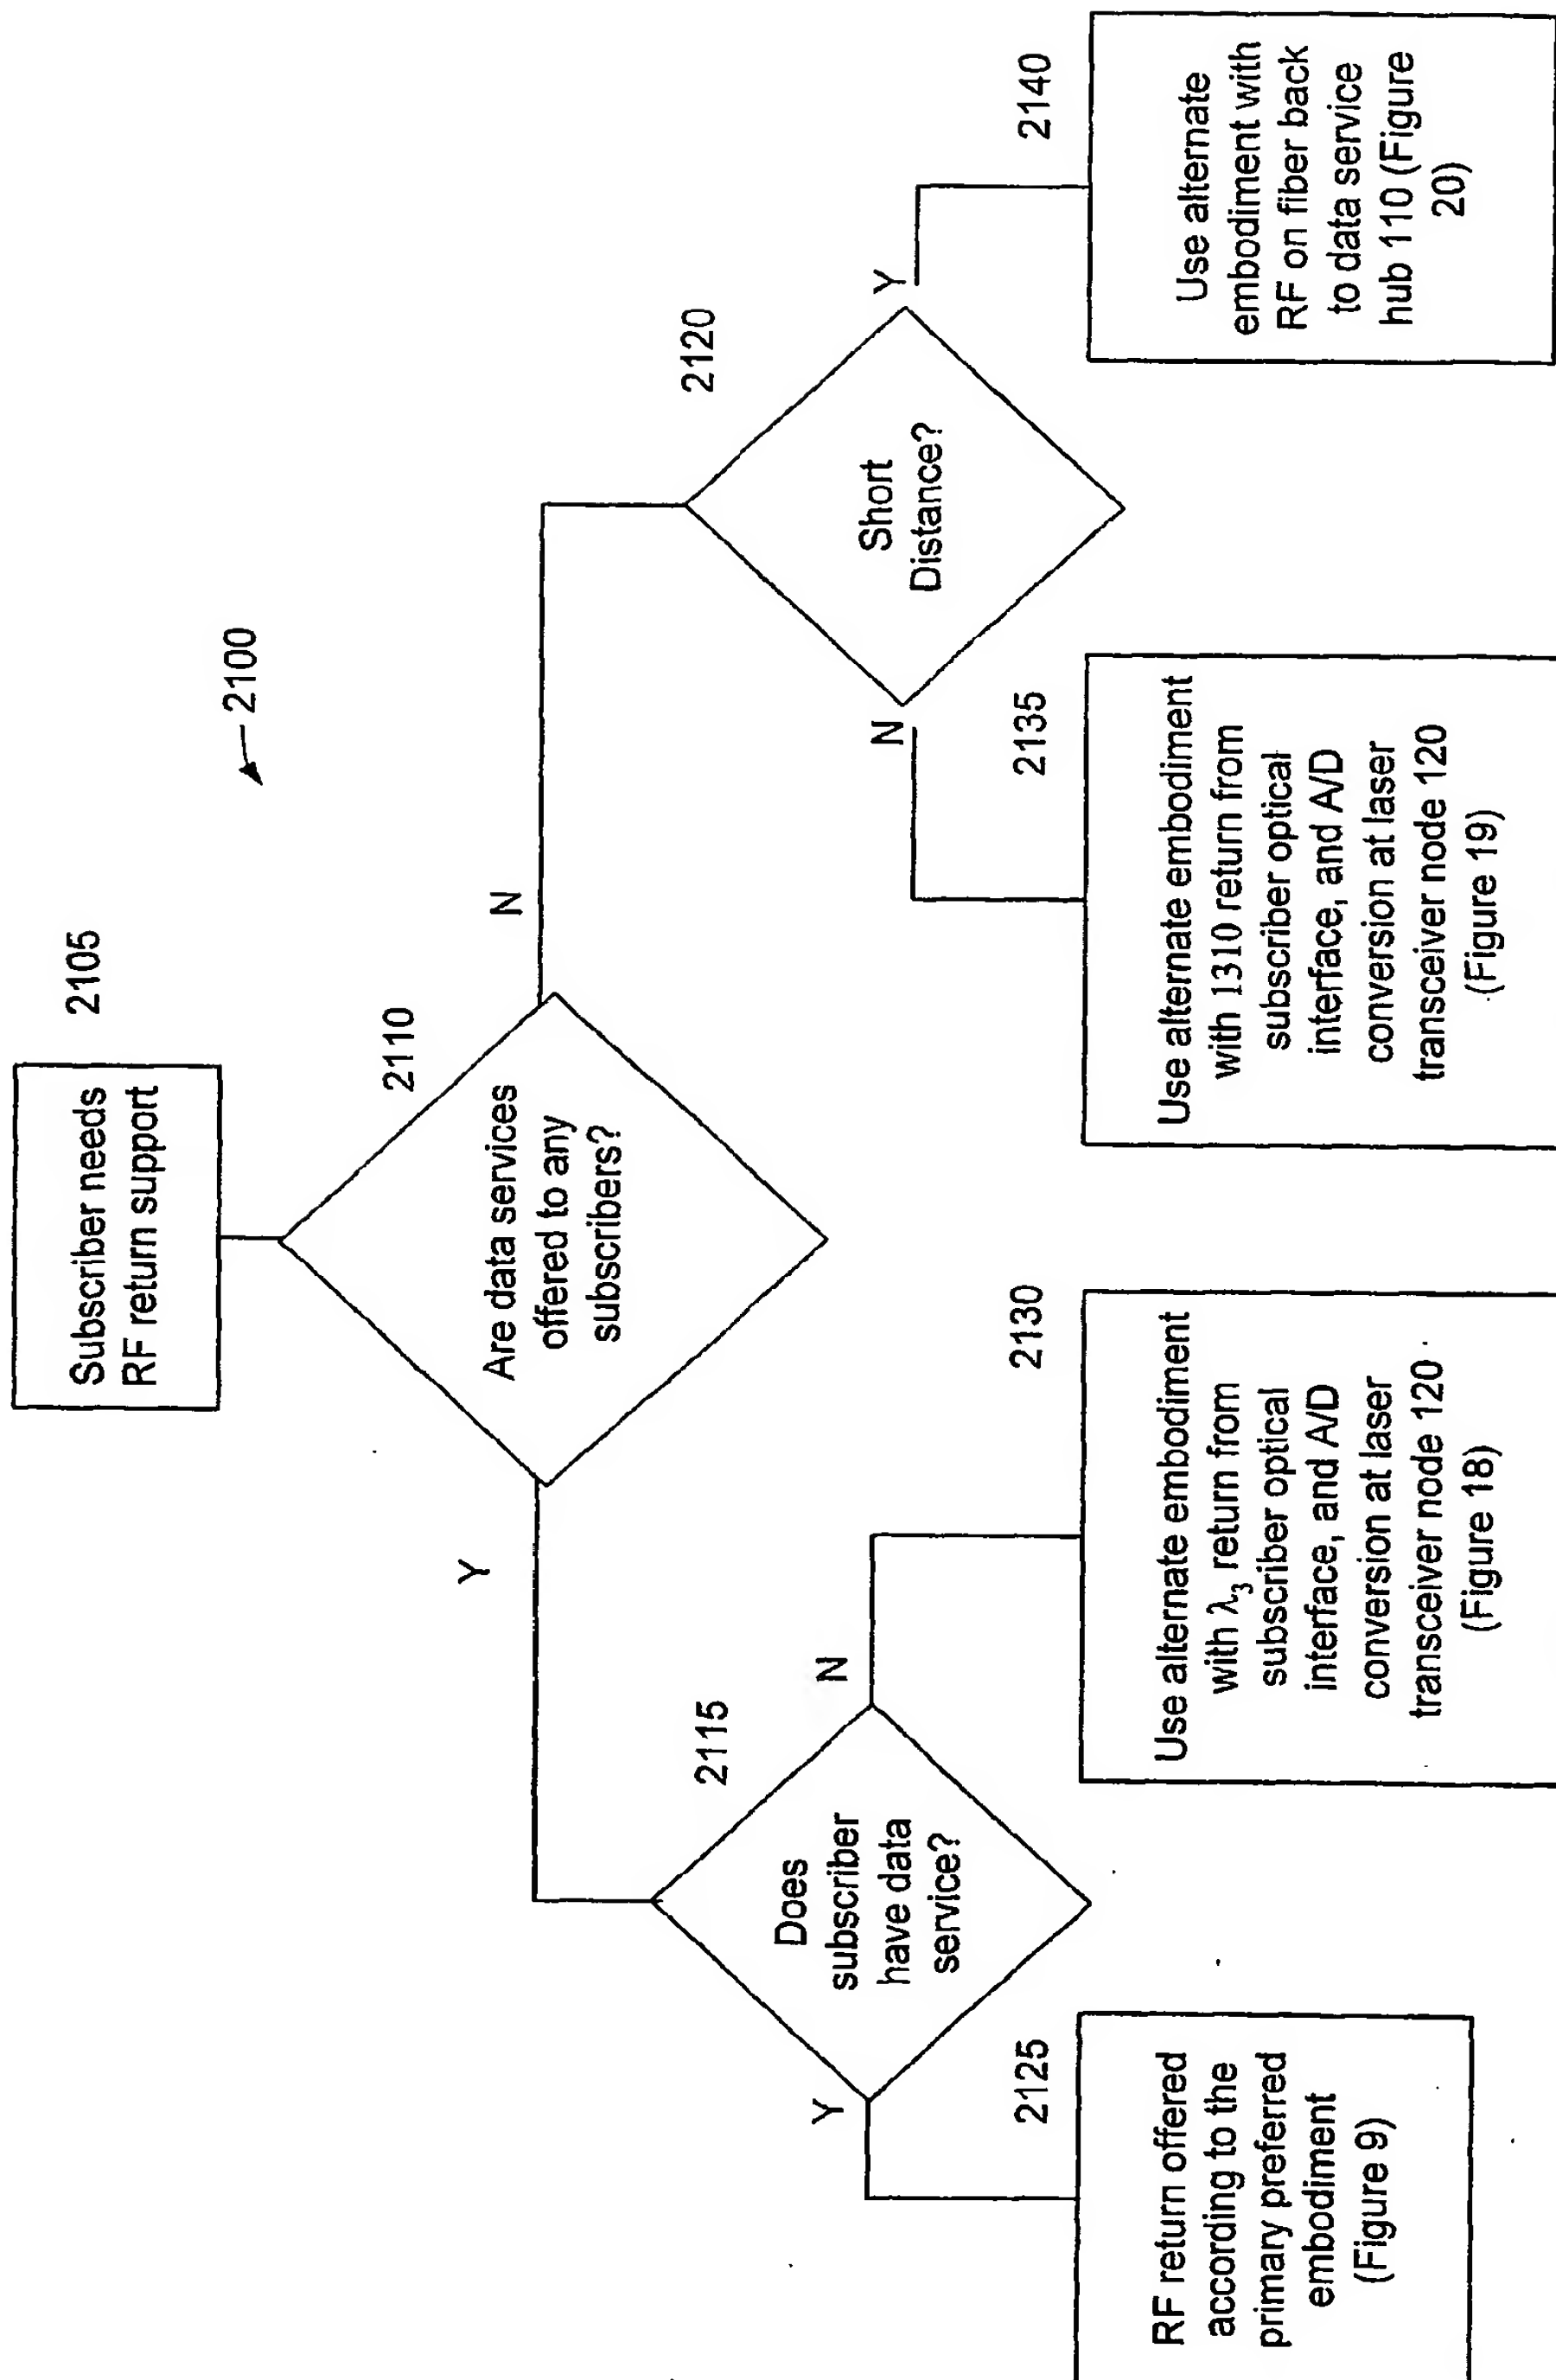 2100
Subscriber needs
RF return support
2105
Are data services
offered to any
subscribers?
2110
Y
N
Does
subscriber
have data
service?
2115
Short
Distance?
2120
Y
N
N
Y
RF return offered
according to the
primary preferred
embodiment
(Figure 9)
2125
Use alternate embodiment
with λ3 return from
subscriber optical
interface, and A/D
conversion at laser
transceiver node 120
(Figure 18)
2130
Use alternate embodiment
with 1310 return from
subscriber optical
interface, and A/D
conversion at laser
transceiver node 120
(Figure 19)
2135
Use alternate
embodiment with
RF on fiber back
to data service
hub 110 (Figure
20)
2140